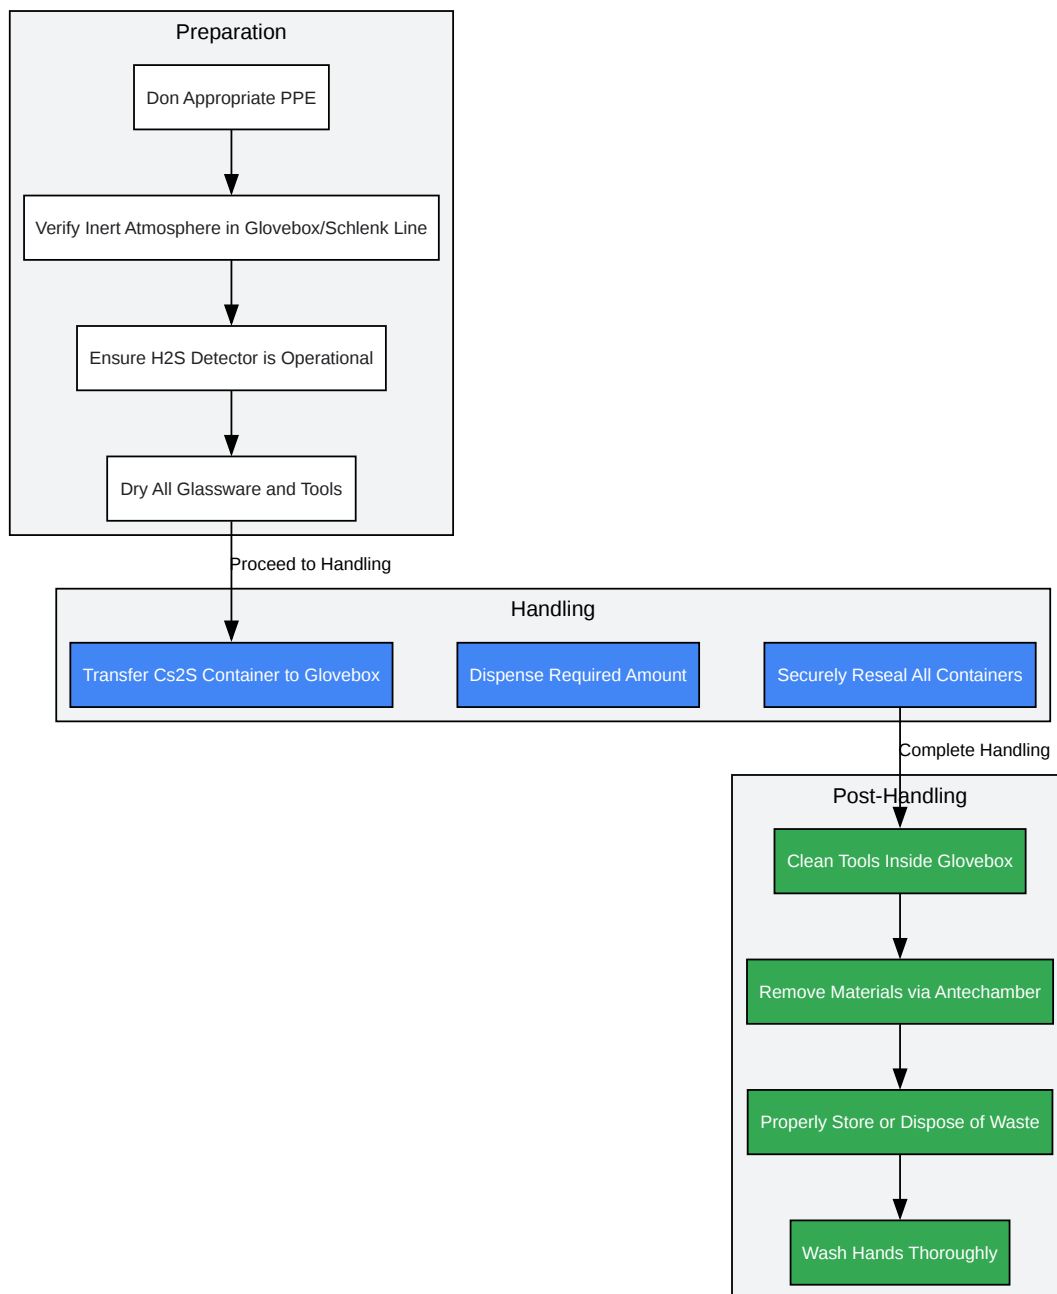 Preparation
Don Appropriate PPE
Verify Inert Atmosphere in Glovebox/Schlenk Line
Ensure H2S Detector is Operational
Dry All Glassware and Tools
Proceed to Handling
Handling
Transfer Cs2S Container to Glovebox
Dispense Required Amount
Securely Reseal All Containers
Complete Handling
Post-Handling
Clean Tools Inside Glovebox
Remove Materials via Antechamber
Properly Store or Dispose of Waste
Wash Hands Thoroughly